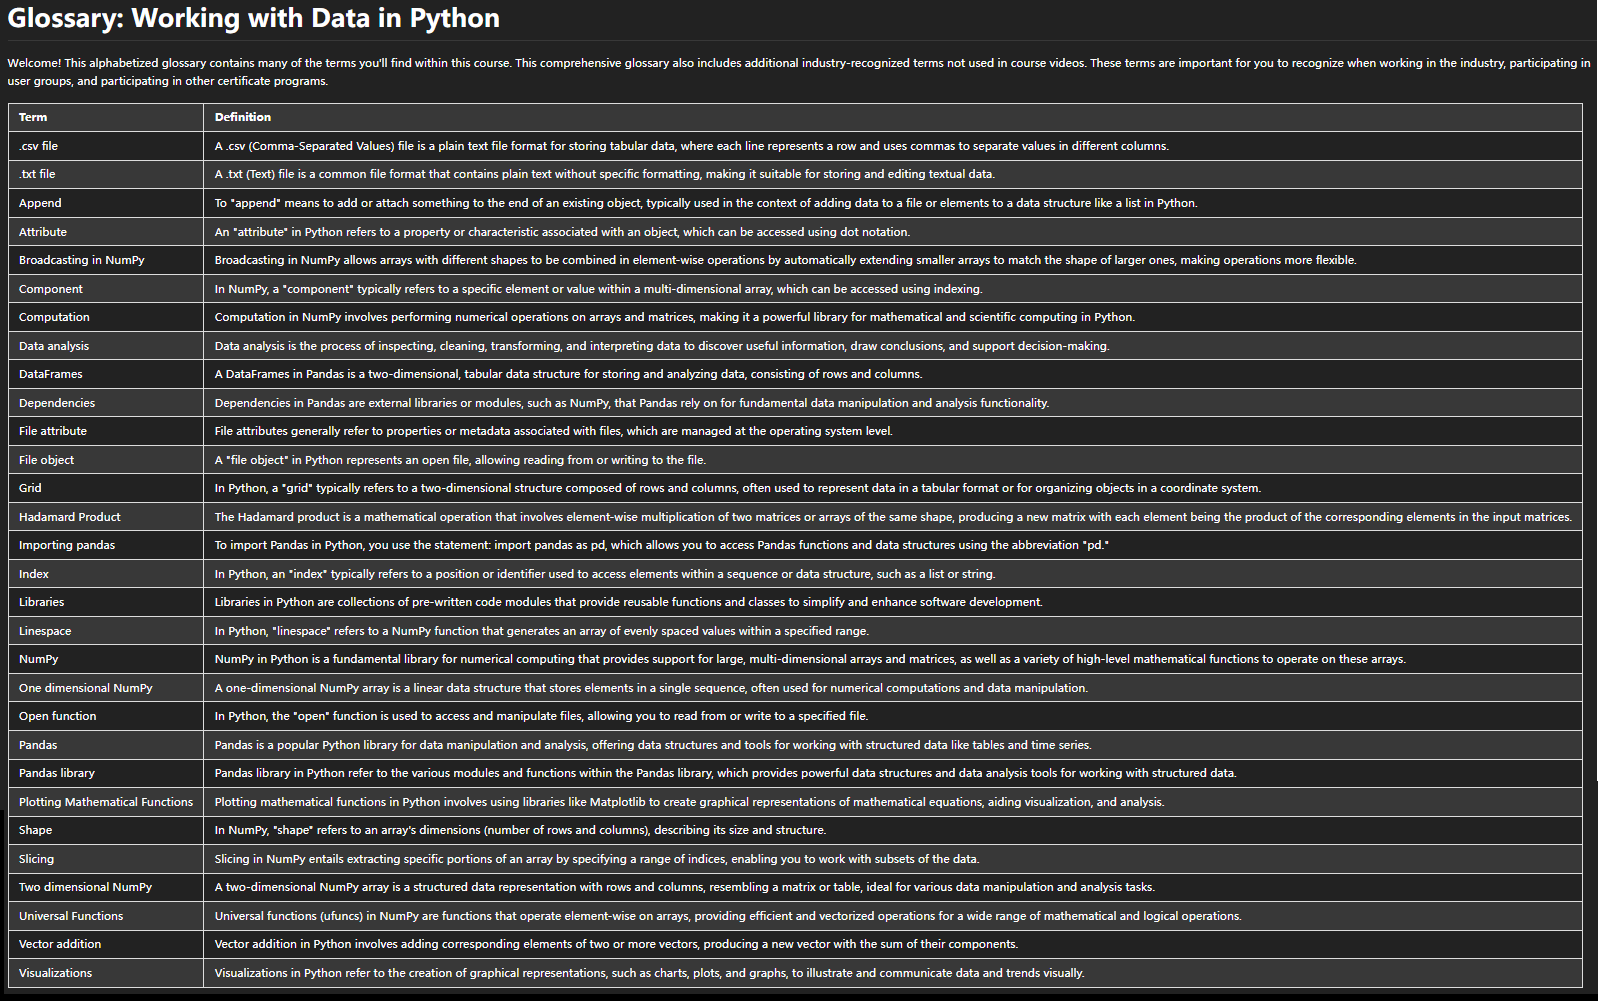 Glossary: Working with Data in Python
Welcome! This alphabetized glossary contains many of the terms you'll find within this course. This comprehensive glossary also includes additional industry-recognized terms not used in course videos. These terms are important for you to recognize when working in the industry, participating in
user groups, and participating in other certificate programs.
Term Definition
.csv file A .csv (Comma-Separated Values) file is a plain text file format for storing tabular data, where each line represents a row and uses commas to separate values in different columns.
.txt file A .txt (Text) file is a common file format that contains plain text without specific formatting, making it suitable for storing and editing textual data.
Append To "append" means to add or attach something to the end of an existing object, typically used in the context of adding data to a file or elements to a data structure like a list in Python.
Attribute An "attribute" in Python refers to a property or characteristic associated with an object, which can be accessed using dot notation.
Broadcasting in NumPy Broadcasting in NumPy allows arrays with different shapes to be combined in element-wise operations by automatically extending smaller arrays to match the shape of larger ones, making operations more flexible.
Component In NumPy, a "component" typically refers to a specific element or value within a multi-dimensional array, which can be accessed using indexing.
Computation Computation in NumPy involves performing numerical operations on arrays and matrices, making it a powerful library for mathematical and scientific computing in Python.
Data analysis Data analysis is the process of inspecting, cleaning, transforming, and interpreting data to discover useful information, draw conclusions, and support decision-making.
DataFrames A DataFrames in Pandas is a two-dimensional, tabular data structure for storing and analyzing data, consisting of rows and columns.
Dependencies Dependencies in Pandas are external libraries or modules, such as NumPy, that Pandas rely on for fundamental data manipulation and analysis functionality.
File attribute File attributes generally refer to properties or metadata associated with files, which are managed at the operating system level.
File object A "file object" in Python represents an open file, allowing reading from or writing to the file.
Grid In Python, a "grid" typically refers to a two-dimensional structure composed of rows and columns, often used to represent data in a tabular format or for organizing objects in a coordinate system.
Hadamard Product The Hadamard product is a mathematical operation that involves element-wise multiplication of two matrices or arrays of the same shape, producing a new matrix with each element being the product of the corresponding elements in the input matrices.
Importing pandas To import Pandas in Python, you use the statement: import pandas as pd, which allows you to access Pandas functions and data structures using the abbreviation "pd."
Index In Python, an "index" typically refers to a position or identifier used to access elements within a sequence or data structure, such as a list or string.
Libraries Libraries in Python are collections of pre-written code modules that provide reusable functions and classes to simplify and enhance software development.
Linespace In Python, "linespace" refers to a NumPy function that generates an array of evenly spaced values within a specified range.
NumPy NumPy in Python is a fundamental library for numerical computing that provides support for large, multi-dimensional arrays and matrices, as well as a variety of high-level mathematical functions to operate on these arrays.
One dimensional NumPy A one-dimensional NumPy array is a linear data structure that stores elements in a single sequence, often used for numerical computations and data manipulation.
Open function In Python, the "open" function is used to access and manipulate files, allowing you to read from or write to a specified file.
Pandas Pandas is a popular Python library for data manipulation and analysis, offering data structures and tools for working with structured data like tables and time series.
Pandas library Pandas library in Python refer to the various modules and functions within the Pandas library, which provides powerful data structures and data analysis tools for working with structured data.
Plotting Mathematical Functions Plotting mathematical functions in Python involves using libraries like Matplotlib to create graphical representations of mathematical equations, aiding visualization, and analysis.
Shape In NumPy, "shape" refers to an array's dimensions (number of rows and columns), describing its size and structure.
Slicing Slicing in NumPy entails extracting specific portions of an array by specifying a range of indices, enabling you to work with subsets of the data.
Two dimensional NumPy A two-dimensional NumPy array is a structured data representation with rows and columns, resembling a matrix or table, ideal for various data manipulation and analysis tasks.
Universal Functions Universal functions (ufuncs) in NumPy are functions that operate element-wise on arrays, providing efficient and vectorized operations for a wide range of mathematical and logical operations.
Vector addition Vector addition in Python involves adding corresponding elements of two or more vectors, producing a new vector with the sum of their components.
Visualizations Visualizations in Python refer to the creation of graphical representations, such as charts, plots, and graphs, to illustrate and communicate data and trends visually.